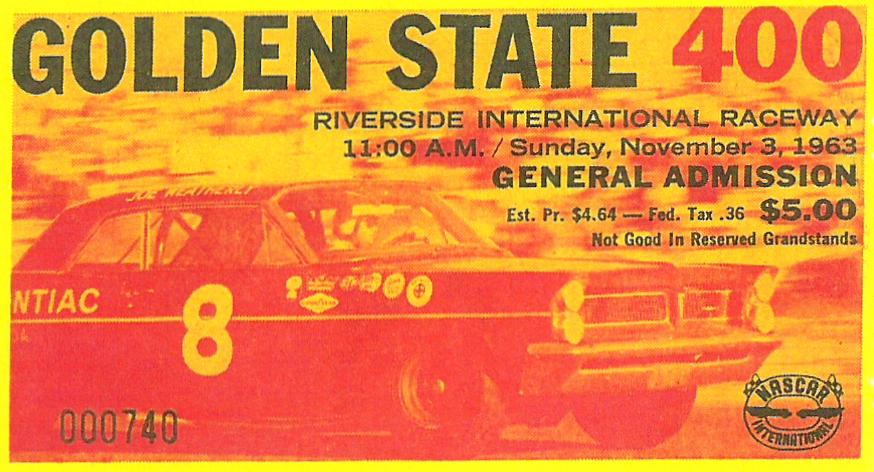 GOLDEN STATE 400
RIVERSIDE INTERNATIONAL RACEWAY
11:00 A.M. / Sunday, November 3, 1963
GENERAL ADMISSION
Est. Pr. $4.64 — Fed. Tax .36 $5.00
Not Good In Reserved Grandstands
JOE WEATHERLY
NTIAC
8
GOODYEAR
000740
NASCAR
INTERNATIONAL